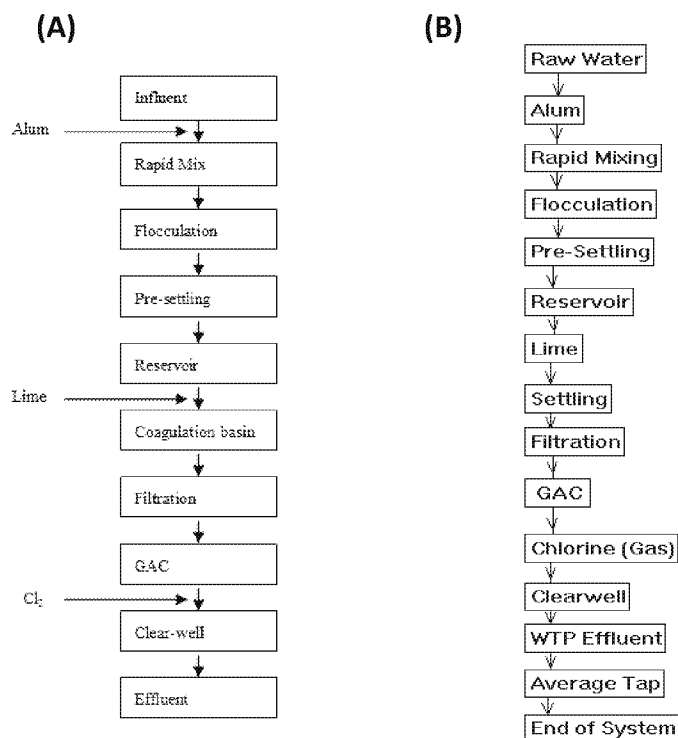 (A)
Influent
Alum
Rapid Mix
Flocculation
Pre-settling
Reservoir
Lime
Coagulation basin
Filtration
GAC
Cl2
Clear-well
Effluent
(B)
Raw Water
Alum
Rapid Mixing
Flocculation
Pre-Settling
Reservoir
Lime
Settling
Filtration
GAC
Chlorine (Gas)
Clearwell
WTP Effluent
Average Tap
End of System